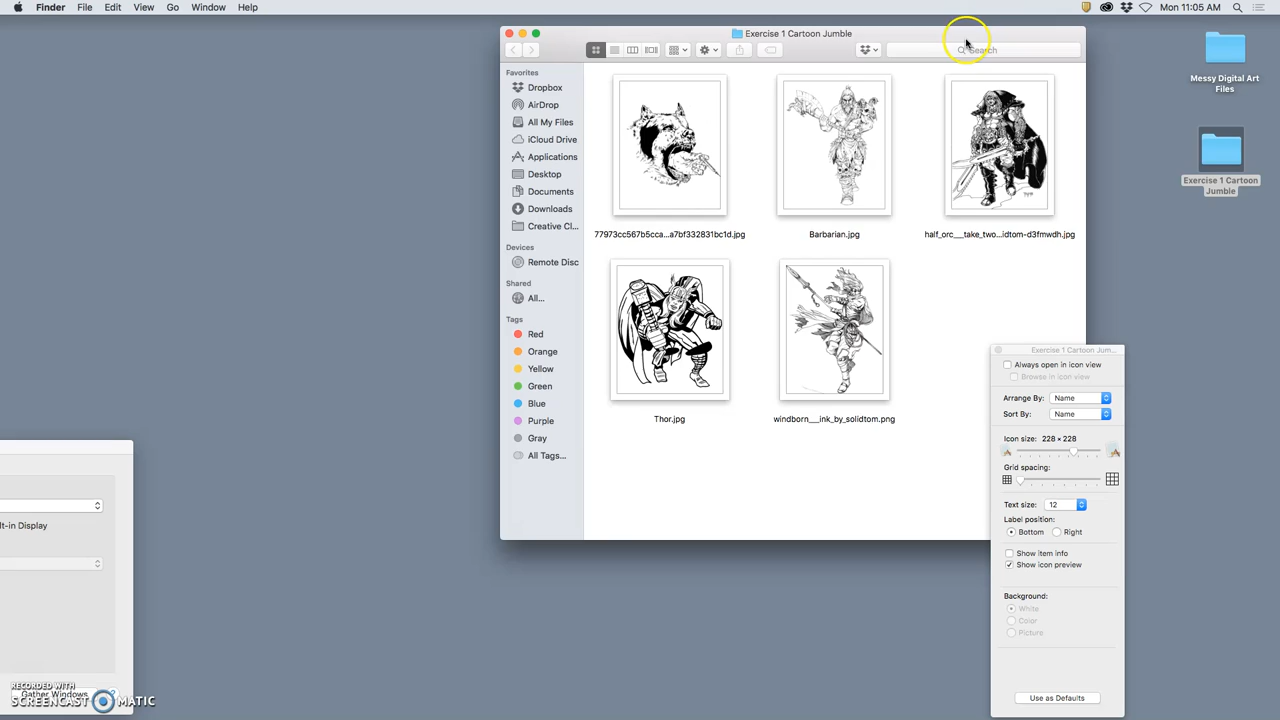 Finder File Edit View Go Window Help
Mon 11:05 AM
Exercise 1 Cartoon Jumble
Search
Favorites
Dropbox
AirDrop
All My Files
iCloud Drive
Applications
Desktop
Documents
Downloads
Creative Cl...
Devices
Remote Disc
Shared
All...
Tags
Red
Orange
Yellow
Green
Blue
Purple
Gray
All Tags...
77973cc567b5cca...a7bf332831bc1d.jpg
Barbarian.jpg
half_orc___take_two...idtom-d3fmwdh.jpg
Thor.jpg
windborn___ink_by_solidtom.png
Messy Digital Art
Files
Exercise 1 Cartoon
Jumble
Exercise 1 Cartoon Jum...
Always open in icon view
Browse in icon view
Arrange By: Name
Sort By: Name
Icon size: 228 × 228
Grid spacing:
Text size: 12
Label position:
Bottom Right
Show item info
Show icon preview
Background:
White
Color
Picture
Use as Defaults
lt-in Display
Gather Windows
RECORDED WITH
SCREENCAST MATIC